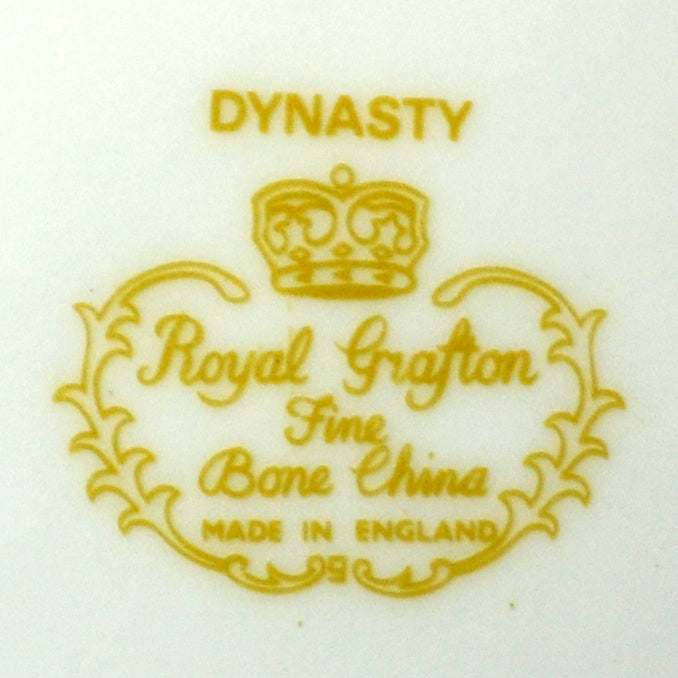 DYNASTY
Royal Grafton
Fine
Bone China
MADE IN ENGLAND